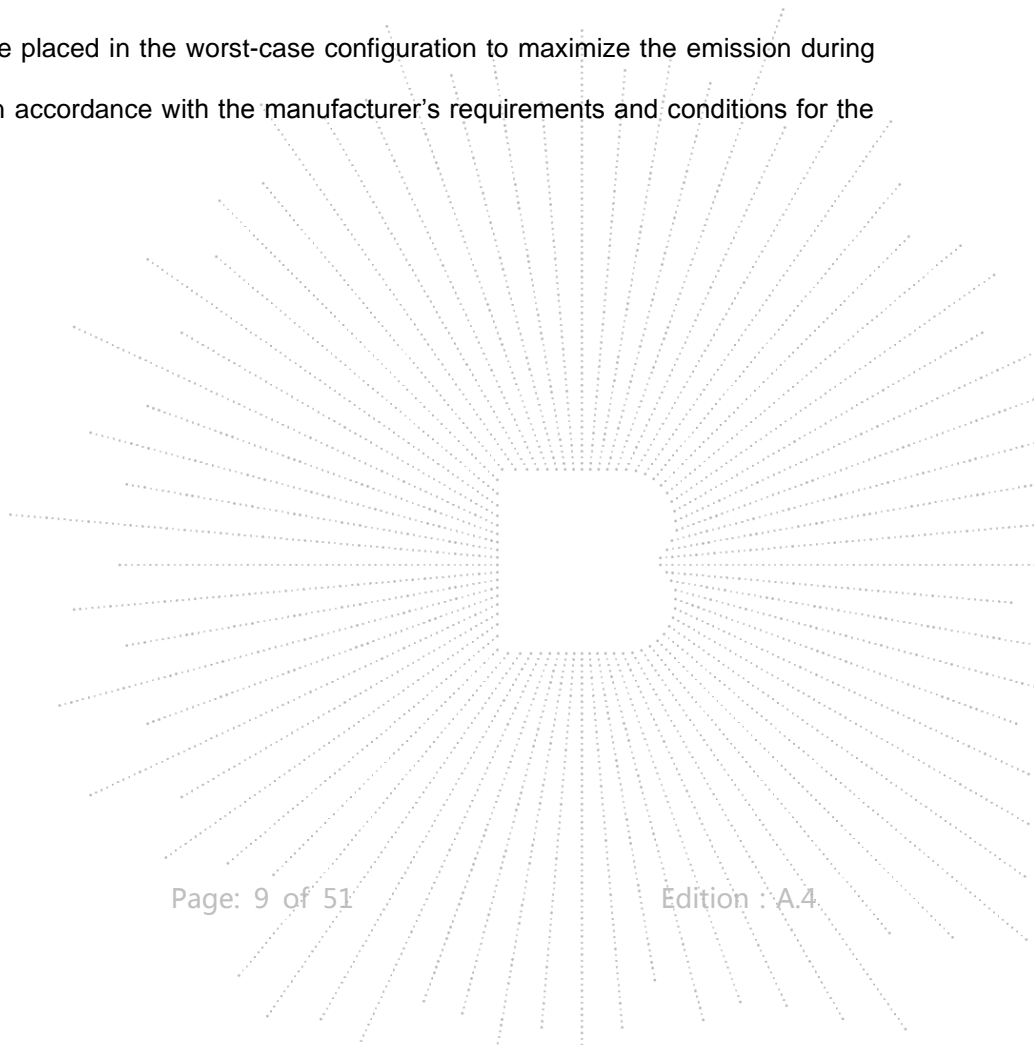 e placed in the worst-case configuration to maximize the emission during
n accordance with the manufacturer’s requirements and conditions for the
Page: 9 of 51 Edition : A.4